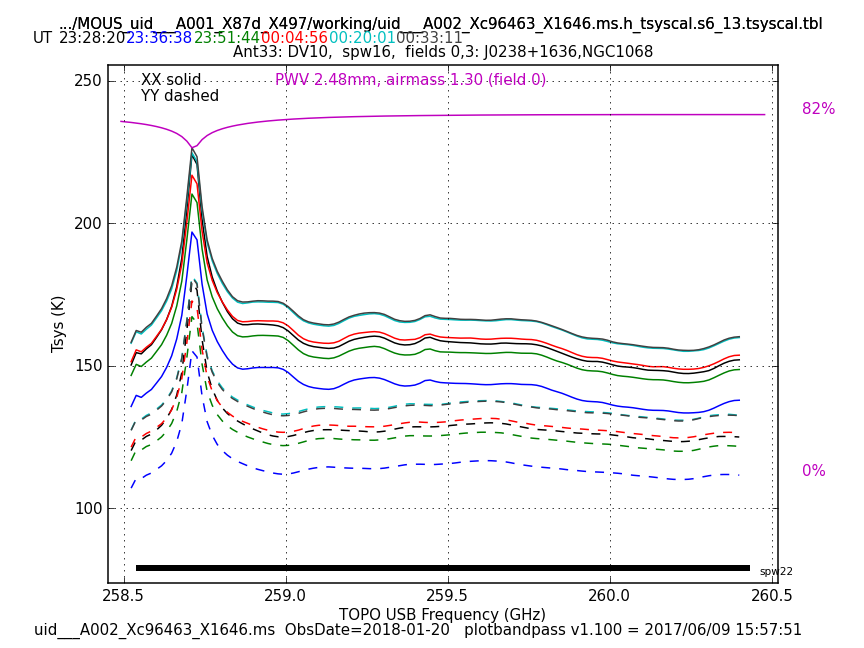 .../MOUS_uid___A001_X87d_X497/working/uid___A002_Xc96463_X1646.ms.h_tsyscal.s6_13.tsyscal.tbl
UT 23:28:20 23:36:38 23:51:44 00:04:56 00:20:01 00:33:11
Ant33: DV10, spw16, fields 0,3: J0238+1636,NGC1068
XX solid
YY dashed
PWV 2.48mm, airmass 1.30 (field 0)
82%
0%
250
200
150
100
Tsys (K)
spw22
258.5 259.0 259.5 260.0 260.5
TOPO USB Frequency (GHz)
uid___A002_Xc96463_X1646.ms ObsDate=2018-01-20 plotbandpass v1.100 = 2017/06/09 15:57:51